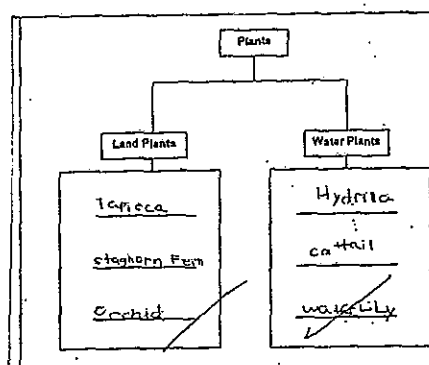 Plants
Land Plants
Water Plants
Tapioca
staghorn Fern
Orchid
Hydrilla
cattail
waterLily